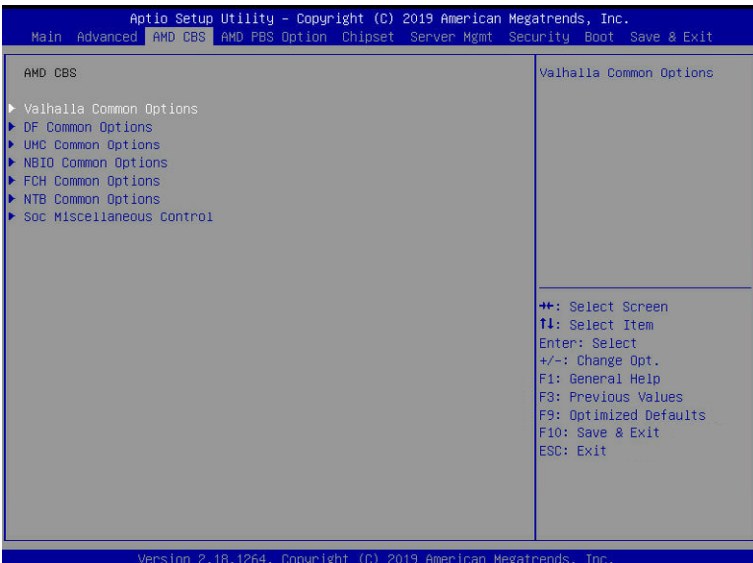 Aptio Setup Utility – Copyright (C) 2019 American Megatrends, Inc.
Main Advanced AMD CBS AMD PBS Option Chipset Server Mgmt Security Boot Save & Exit
AMD CBS
Valhalla Common Options
DF Common Options
UMC Common Options
NBIO Common Options
FCH Common Options
NTB Common Options
Soc Miscellaneous Control
Valhalla Common Options
→←: Select Screen
↑↓: Select Item
Enter: Select
+/-: Change Opt.
F1: General Help
F3: Previous Values
F9: Optimized Defaults
F10: Save & Exit
ESC: Exit
Version 2.18.1264. Copyright (C) 2019 American Megatrends, Inc.